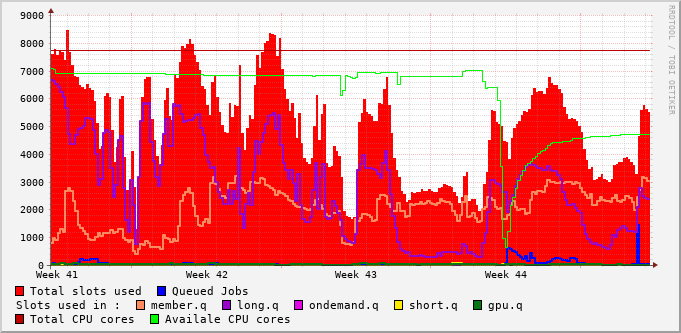 9000
8000
7000
6000
5000
4000
3000
2000
1000
0
Week 41 Week 42 Week 43 Week 44
RRDTOOL / TOBI OETIKER
Total slots used Queued Jobs
Slots used in : member.q long.q ondemand.q short.q gpu.q
Total CPU cores Availale CPU cores